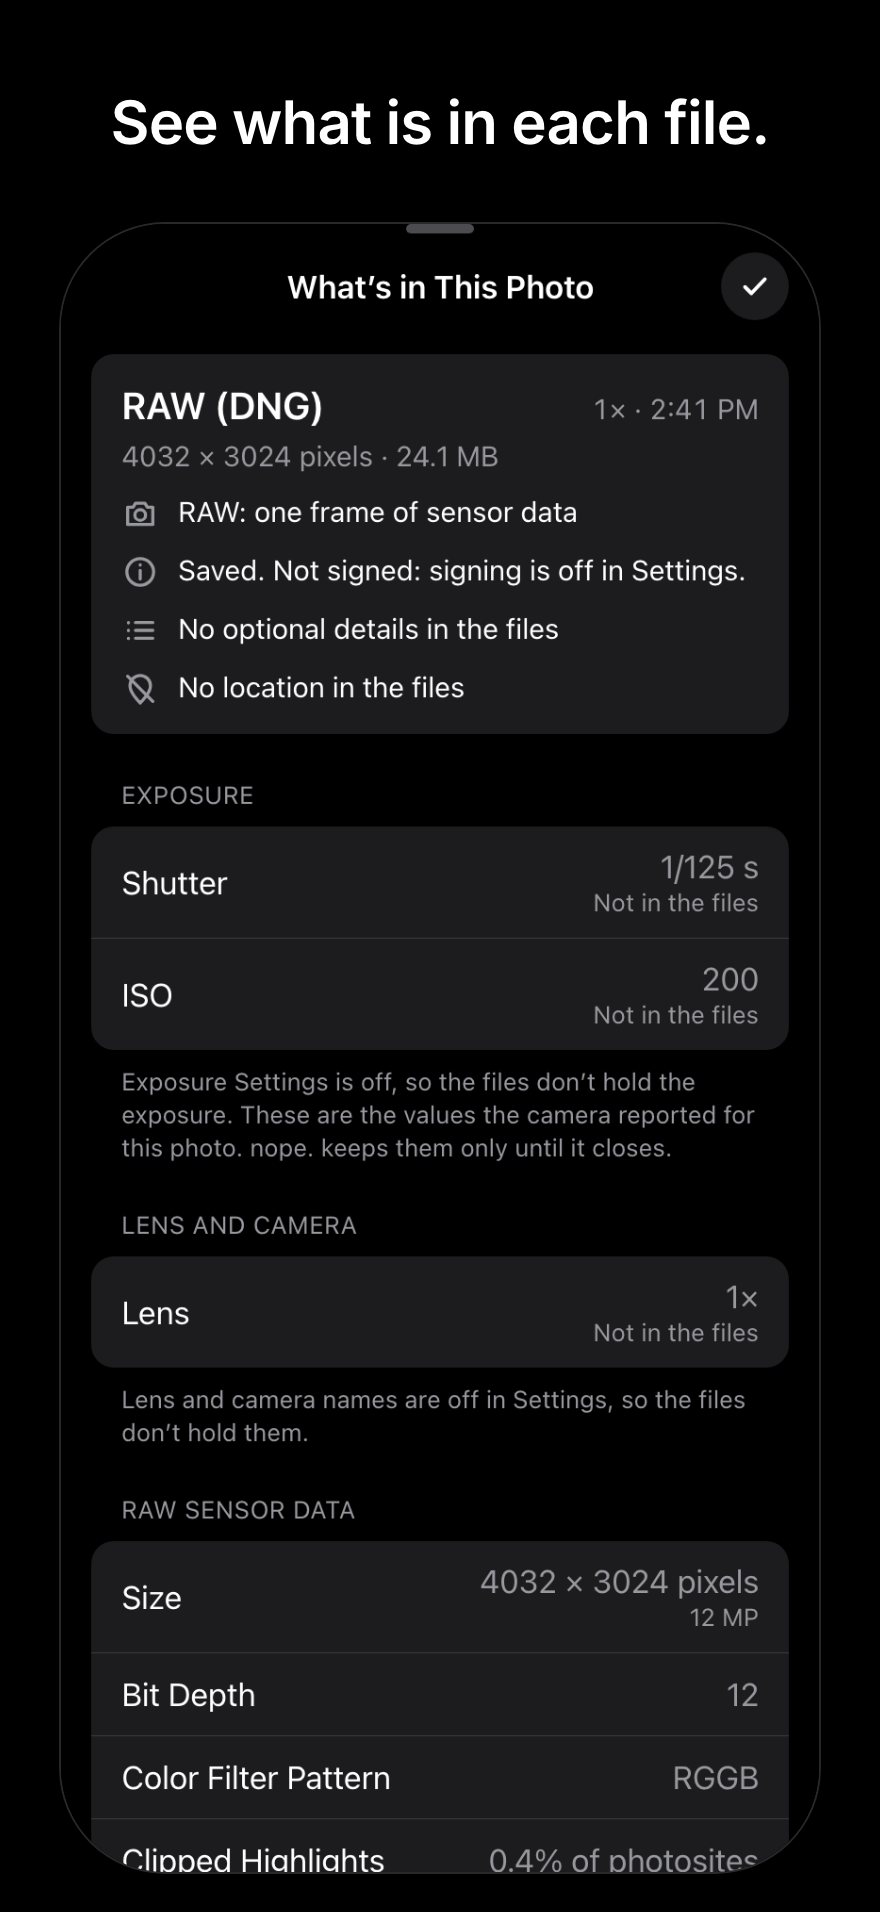 See what is in each file.
What’s in This Photo
RAW (DNG)
1× · 2:41 PM
4032 × 3024 pixels · 24.1 MB
RAW: one frame of sensor data
Saved. Not signed: signing is off in Settings.
No optional details in the files
No location in the files
EXPOSURE
Shutter
1/125 s
Not in the files
ISO
200
Not in the files
Exposure Settings is off, so the files don’t hold the
exposure. These are the values the camera reported for
this photo. nope. keeps them only until it closes.
LENS AND CAMERA
Lens
1×
Not in the files
Lens and camera names are off in Settings, so the files
don’t hold them.
RAW SENSOR DATA
Size
4032 × 3024 pixels
12 MP
Bit Depth
12
Color Filter Pattern
RGGB
Clipped Highlights
0.4% of photosites